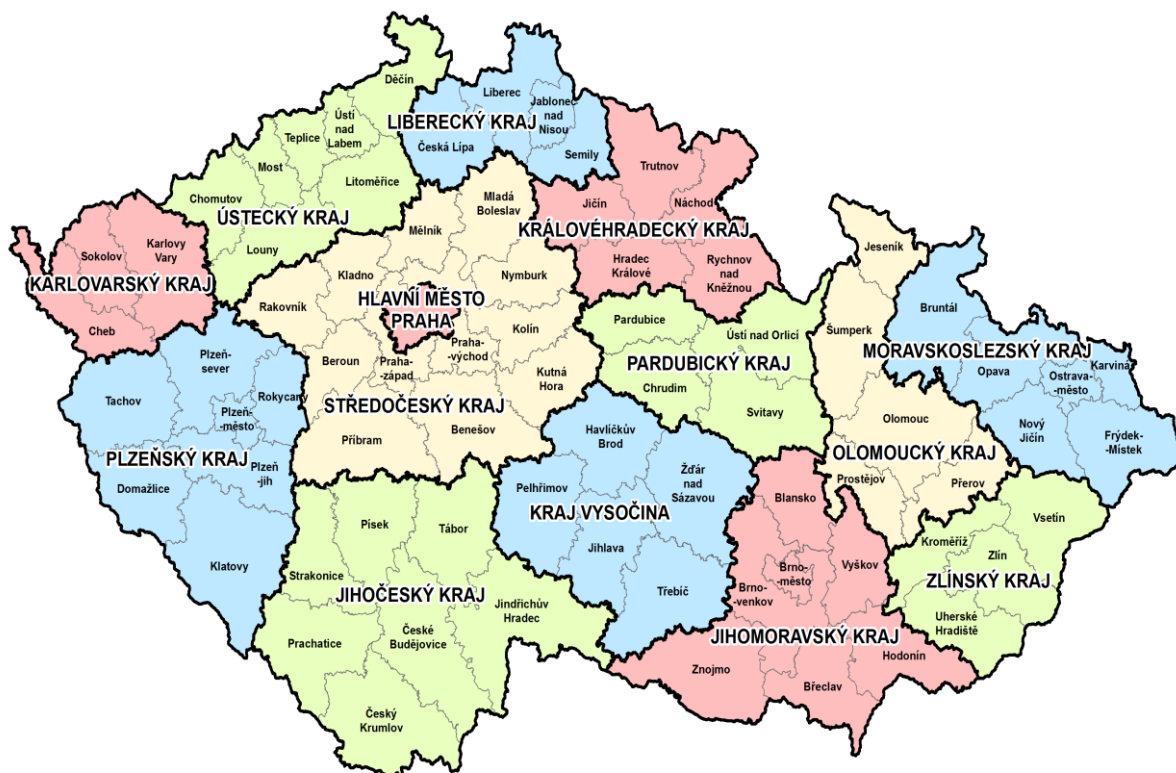 Děčín
Liberec
Jablonec
nad
Nisou
LIBERECKÝ KRAJ
Česká Lípa
Semily
Ústí
nad
Labem
Teplice
Most
Litoměřice
Chomutov
ÚSTECKÝ KRAJ
Louny
Karlovy
Vary
Sokolov
KARLOVARSKÝ KRAJ
Cheb
Trutnov
Jičín
Náchod
KRÁLOVÉHRADECKÝ KRAJ
Hradec
Králové
Rychnov
nad
Kněžnou
Mladá
Boleslav
Mělník
Nymburk
Kladno
Rakovník
HLAVNÍ MĚSTO
PRAHA
Kolín
Beroun
Praha-
-západ
Praha-
-východ
Kutná
Hora
STŘEDOČESKÝ KRAJ
Benešov
Příbram
Plzeň-
sever
Tachov
Rokycany
Plzeň-
-město
PLZEŇSKÝ KRAJ
Plzeň
-jih
Domažlice
Klatovy
Pardubice
Ústí nad Orlicí
PARDUBICKÝ KRAJ
Chrudim
Svitavy
Jeseník
Šumperk
Olomouc
OLOMOUCKÝ KRAJ
Prostějov
Přerov
Bruntál
MORAVSKOSLEZSKÝ KRAJ
Karviná
Opava
Ostrava-
-město
Nový
Jičín
Frýdek-
-Místek
Havlíčkův
Brod
Pelhřimov
Žďár
nad
Sázavou
KRAJ VYSOČINA
Jihlava
Třebíč
Písek
Tábor
Strakonice
JIHOČESKÝ KRAJ
Jindřichův
Hradec
Prachatice
České
Budějovice
Český
Krumlov
Blansko
Vyškov
Brno-
-město
Brno-
-venkov
JIHOMORAVSKÝ KRAJ
Znojmo
Hodonín
Břeclav
Vsetín
Kroměříž
Zlín
ZLÍNSKÝ KRAJ
Uherské
Hradiště